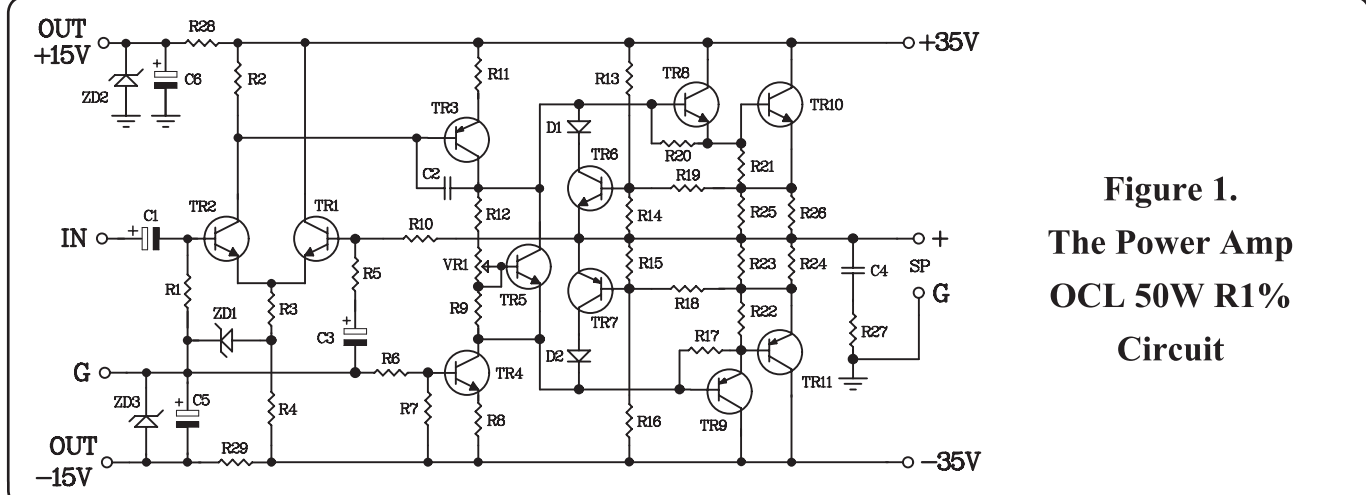 OUT
+15V
R28
+35V
ZD2
+
C6
R2
R11
R13
TR8
TR10
TR3
D1
R20
C2
TR6
R19
R21
TR2
TR1
R12
R14
R25
R26
+
C1
IN
R10
+
SP
G
R1
R5
VR1
TR5
R15
R23
R24
C4
R3
ZD1
+
C3
R9
TR7
R18
R22
R27
D2
R17
G
R6
TR4
TR11
ZD3
+
C5
R4
R7
R8
R16
TR9
OUT
-15V
R29
-35V
Figure 1.
The Power Amp
OCL 50W R1%
Circuit